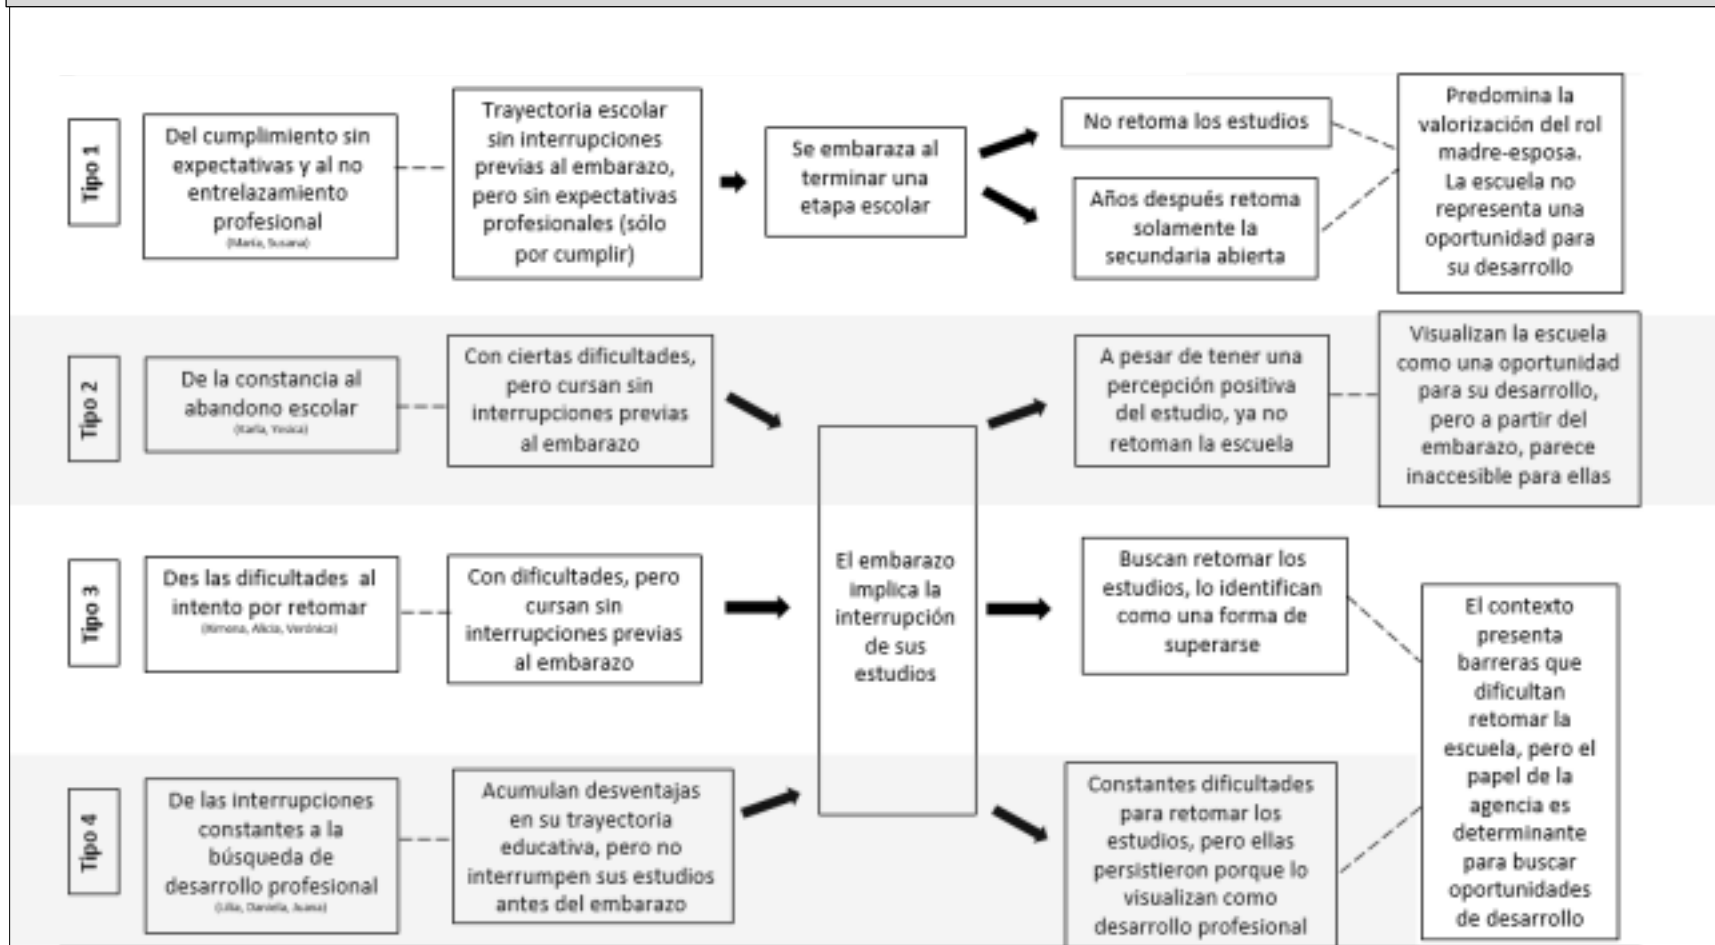 Tipo 1
Del cumplimiento sin
expectativas y al no
entrelazamiento
profesional
(María, Susana)
Trayectoria escolar
sin interrupciones
previas al embarazo,
pero sin expectativas
profesionales (sólo
por cumplir)
Se embaraza al
terminar una
etapa escolar
No retoma los estudios
Años después retoma
solamente la
secundaria abierta
Predomina la
valorización del rol
madre-esposa.
La escuela no
representa una
oportunidad para
su desarrollo
Tipo 2
De la constancia al
abandono escolar
(Karla, Yesica)
Con ciertas dificultades,
pero cursan sin
interrupciones previas
al embarazo
A pesar de tener una
percepción positiva
del estudio, ya no
retoman la escuela
Visualizan la escuela
como una oportunidad
para su desarrollo,
pero a partir del
embarazo, parece
inaccesible para ellas
Tipo 3
Des las dificultades al
intento por retomar
(Ximena, Alicia, Verónica)
Con dificultades, pero
cursan sin
interrupciones previas
al embarazo
El embarazo
implica la
interrupción
de sus
estudios
Buscan retomar los
estudios, lo identifican
como una forma de
superarse
El contexto
presenta
barreras que
dificultan
retomar la
escuela, pero el
papel de la
agencia es
determinante
para buscar
oportunidades
de desarrollo
Tipo 4
De las interrupciones
constantes a la
búsqueda de
desarrollo profesional
(Lilia, Daniela, Juana)
Acumulan desventajas
en su trayectoria
educativa, pero no
interrumpen sus estudios
antes del embarazo
Constantes dificultades
para retomar los
estudios, pero ellas
persistieron porque lo
visualizan como
desarrollo profesional